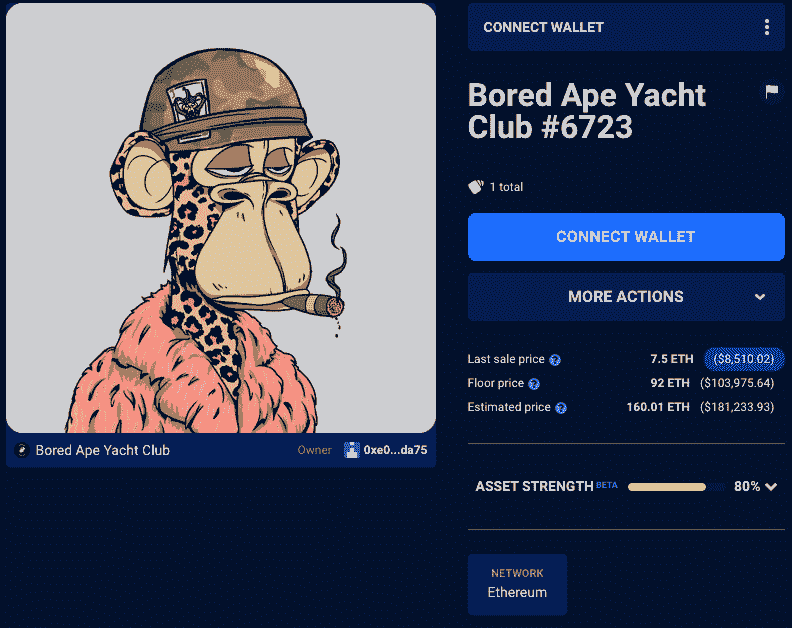 CONNECT WALLET
Bored Ape Yacht
Club #6723
1 total
CONNECT WALLET
MORE ACTIONS
Last sale price 7.5 ETH ($8,510.02)
Floor price 92 ETH ($103,975.64)
Estimated price 160.01 ETH ($181,233.93)
Bored Ape Yacht Club Owner 0xe0...da75
ASSET STRENGTH BETA 80%
NETWORK
Ethereum